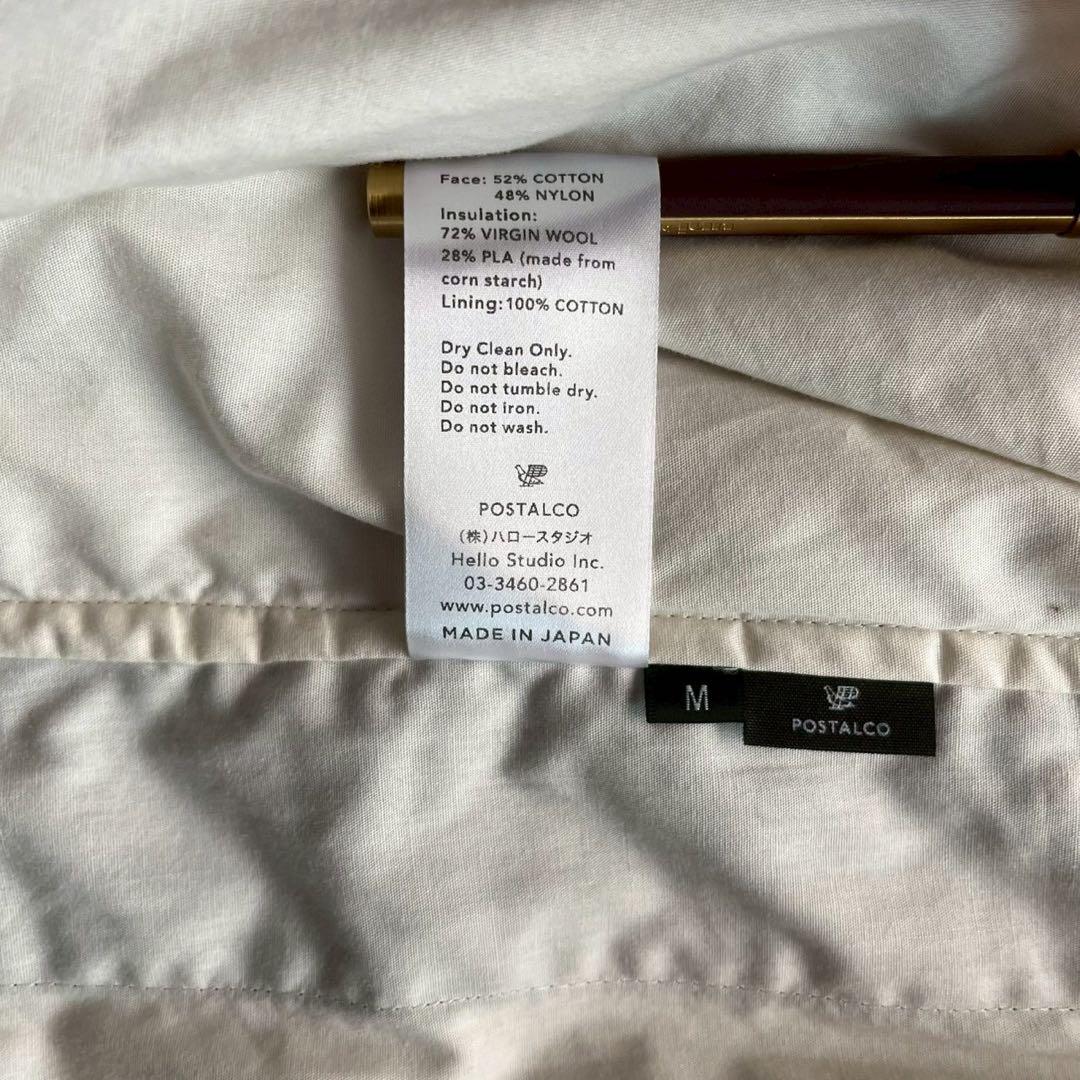 Face: 52% COTTON
48% NYLON
Insulation:
72% VIRGIN WOOL
28% PLA (made from
corn starch)
Lining:100% COTTON
Dry Clean Only.
Do not bleach.
Do not tumble dry.
Do not iron.
Do not wash.
POSTALCO
(株)ハロースタジオ
Hello Studio Inc.
03-3460-2861
www.postalco.com
MADE IN JAPAN
M
POSTALCO